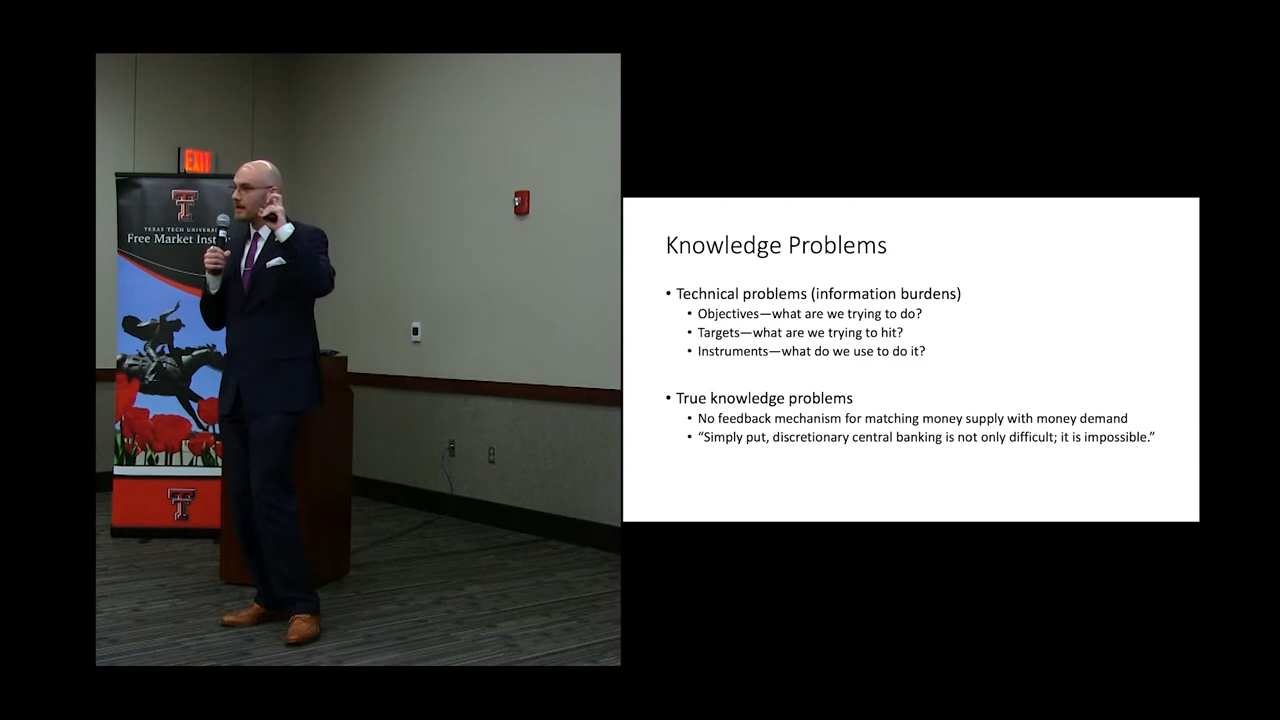 EXIT
T
TEXAS TECH
Free Market
T
Knowledge Problems
• Technical problems (information burdens)
• Objectives—what are we trying to do?
• Targets—what are we trying to hit?
• Instruments—what do we use to do it?
• True knowledge problems
• No feedback mechanism for matching money supply with money demand
• “Simply put, discretionary central banking is not only difficult; it is impossible.”